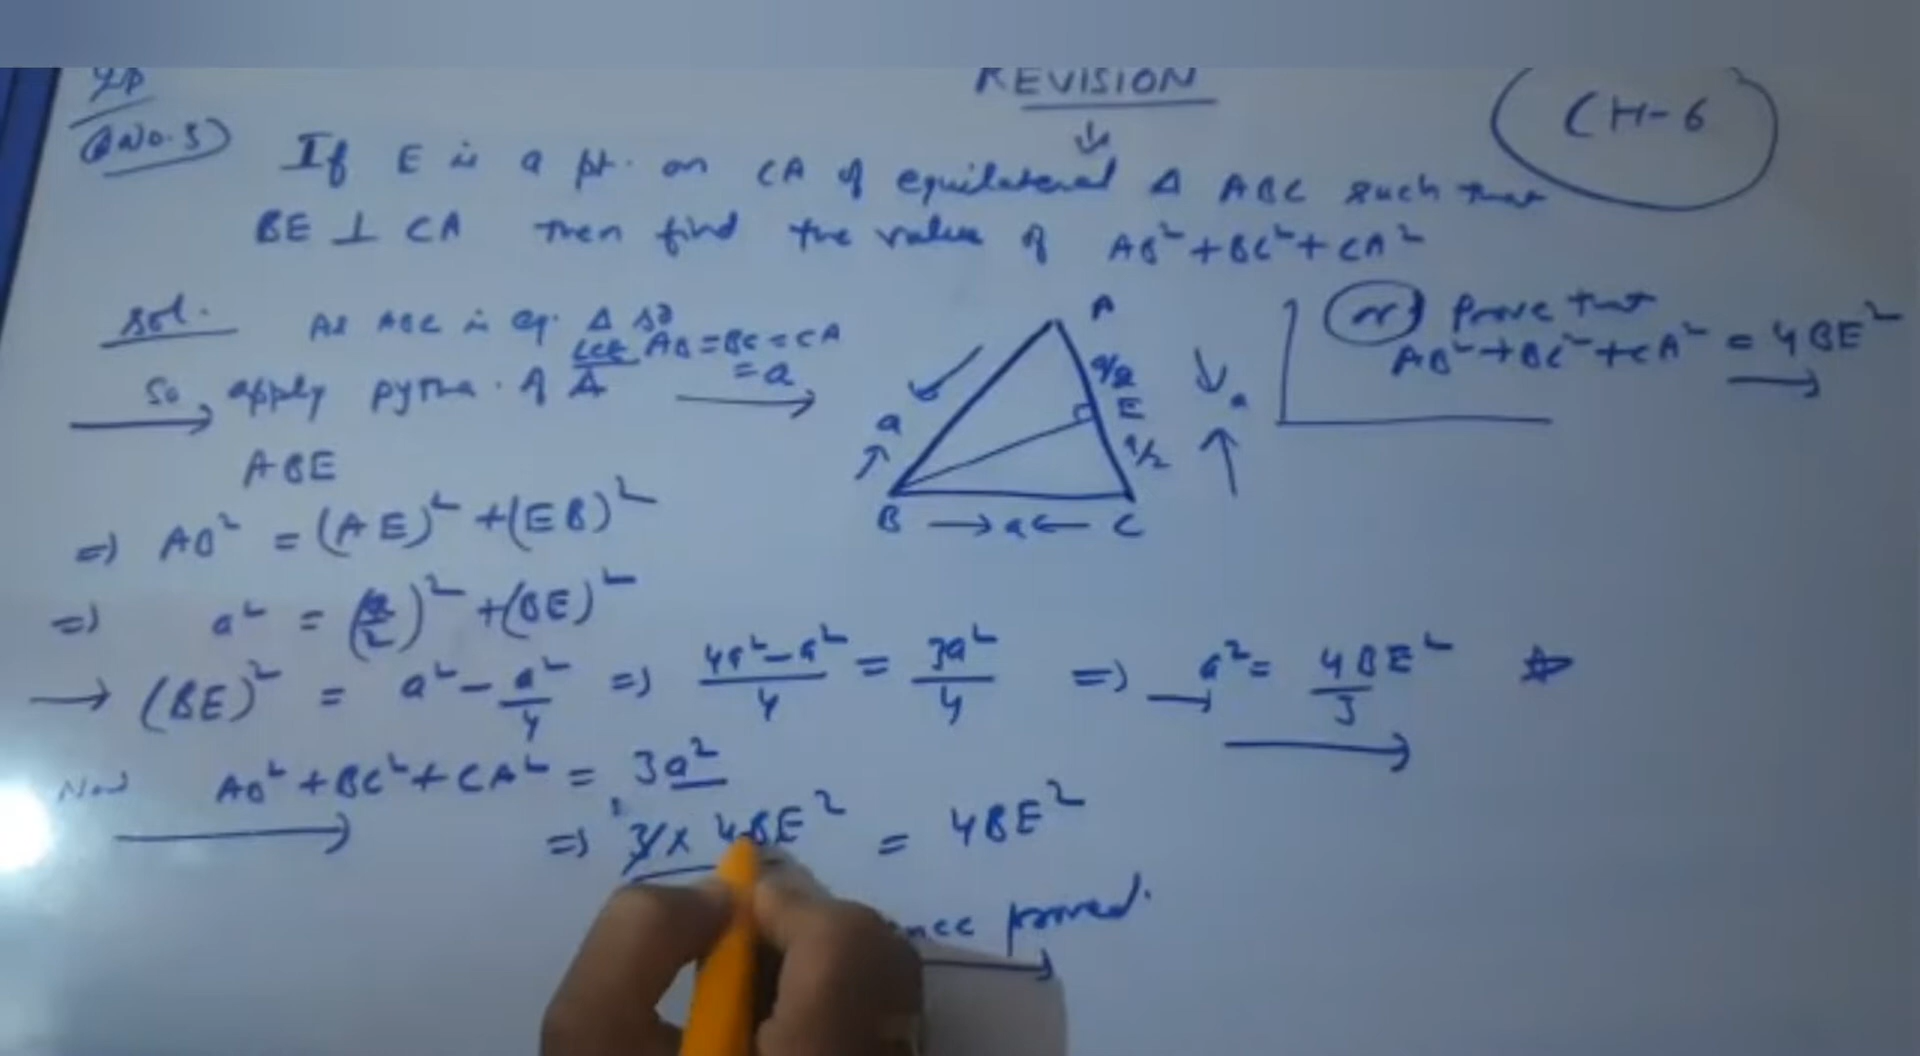 REVISION
CH-6
(QNo.5)
If E is a pt. on CA of equilateral Δ ABC such that
BE ⊥ CA Then find the value of AB² + BC² + CA²
or) Prove that
AB² + BC² + CA² = 4BE²
Sol. As ABC is eq. Δ so
Let AB = BC = CA
= a
So, apply pytha. of Δ
ABE
A
a/2
E
a
a/2
a
B → a ← C
=> AB² = (AE)² + (EB)²
=> a² = (a/2)² + (BE)²
→ (BE)² = a² - a²/4 => 4a² - a²/4 = 3a²/4 => a² = 4BE²/3
Now AB² + BC² + CA² = 3a²
=> 3 x 4BE² = 4BE²
proved.